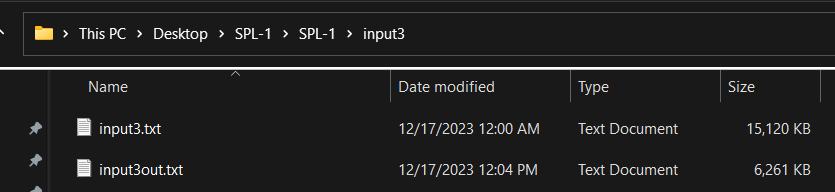 This PC > Desktop > SPL-1 > SPL-1 > input3
Name Date modified Type Size
input3.txt 12/17/2023 12:00 AM Text Document 15,120 KB
input3out.txt 12/17/2023 12:04 PM Text Document 6,261 KB